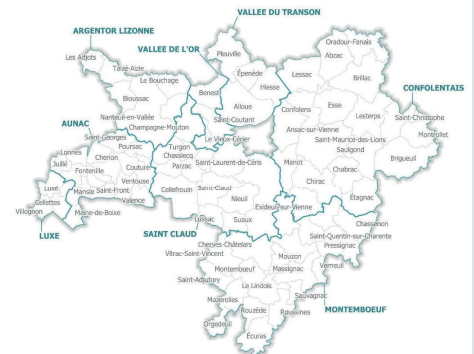 VALLEE DU TRANSON
ARGENTOR LIZONNE
Oradour-Fanais
VALLEE DE L'OR
Pleuville
Abzac
Les Adjots
Taizé-Aizie
Épenède
Lessac
Brillac
Le Bouchage
Hiesse
CONFOLENTAIS
Benest
Bioussac
Alloue
Confolens
Esse
Lesterps
Saint-Christophe
Nanteuil-en-Vallée
Saint-Coutant
AUNAC
Champagne-Mouton
Ansac-sur-Vienne
Montrollet
Saint-Georges
Le Vieux-Cérier
Saint-Maurice-des-Lions
Poursac
Turgon
Saulgond
Lonnes
Chenon
Chassiecq
Saint-Laurent-de-Céris
Manot
Brigueuil
Juillé
Couture
Parzac
Chabrac
Fontenille
Ventouse
Chirac
Luxé
Mansle
Saint-Front
Cellefrouin
Saint-Claud
Étagnac
Cellettes
Valence
Nieuil
Villognon
Maine-de-Boixe
Exideuil-sur-Vienne
Lussac
Suaux
Chassenon
LUXE
SAINT CLAUD
Saint-Quentin-sur-Charente
Cherves-Châtelars
Pressignac
Vitrac-Saint-Vincent
Mouzon
Verneuil
Montembœuf
Massignac
Saint-Adjutory
Le Lindois
Sauvagnac
Mazerolles
MONTEMBOEUF
Rouzède
Roussines
Orgedeuil
Écuras